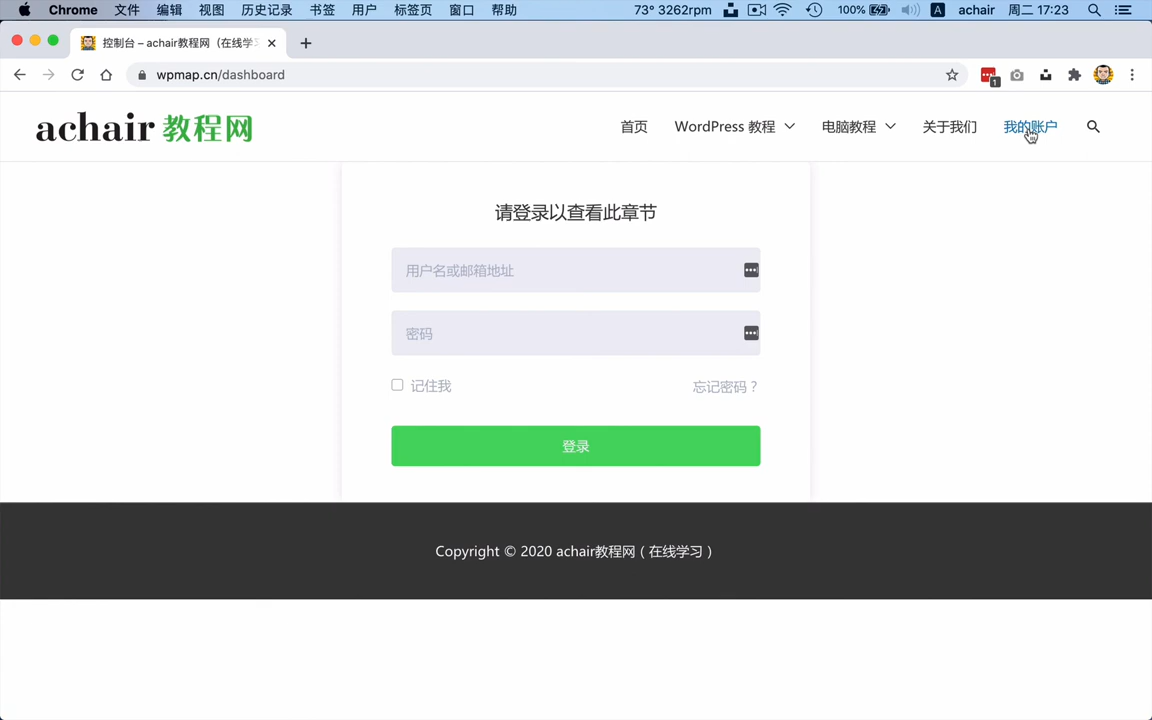 Chrome 文件 编辑 视图 历史记录 书签 用户 标签页 窗口 帮助 73° 3262rpm 100% A achair 周二 17:23
控制台 – achair教程网（在线学
wpmap.cn/dashboard 1
achair 教程网 首页 WordPress 教程 电脑教程 关于我们 我的账户
请登录以查看此章节
用户名或邮箱地址
密码
记住我 忘记密码？
登录
Copyright © 2020 achair教程网（在线学习）